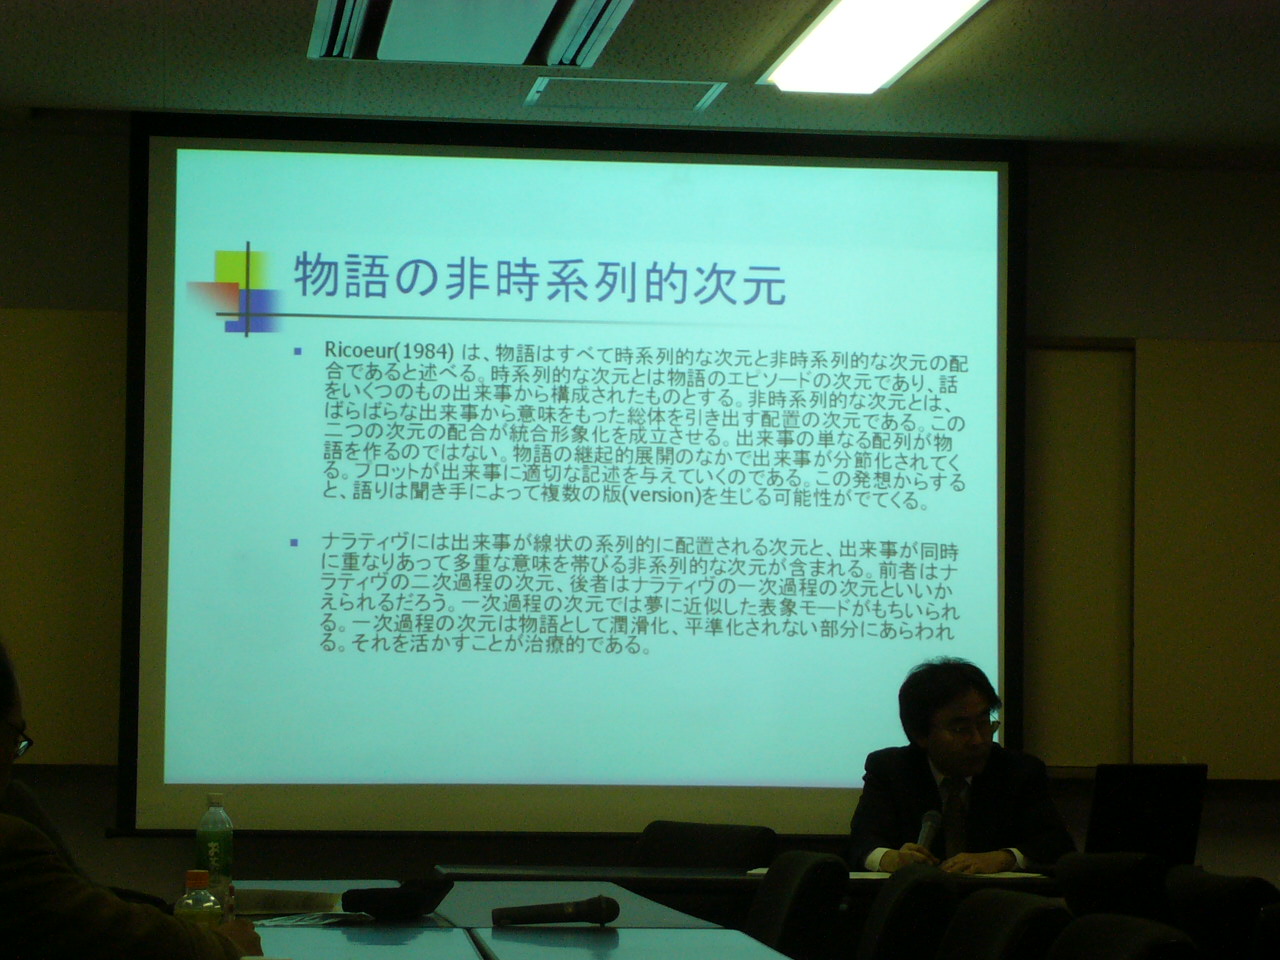 物語の非時系列的次元
Ricoeur(1984) は、物語はすべて時系列的な次元と非時系列的な次元の配
合であると述べる。時系列的な次元とは物語のエピソードの次元であり、話
をいくつのもの出来事から構成されたものとする。非時系列的な次元とは、
ばらばらな出来事から意味をもった総体を引き出す配置の次元である。この
二つの次元の配合が統合形象化を成立させる。出来事の単なる配列が物
語を作るのではない。物語の継起的展開のなかで出来事が分節化されてく
る。プロットが出来事に適切な記述を与えていくのである。この発想からする
と、語りは聞き手によって複数の版(version)を生じる可能性がでてくる。
ナラティヴには出来事が線状の系列的に配置される次元と、出来事が同時
に重なりあって多重な意味を帯びる非系列的な次元が含まれる。前者はナ
ラティヴの二次過程の次元、後者はナラティヴの一次過程の次元といいか
えられるだろう。一次過程の次元では夢に近似した表象モードがもちいられ
る。一次過程の次元は物語として潤滑化、平準化されない部分にあらわれ
る。それを活かすことが治療的である。